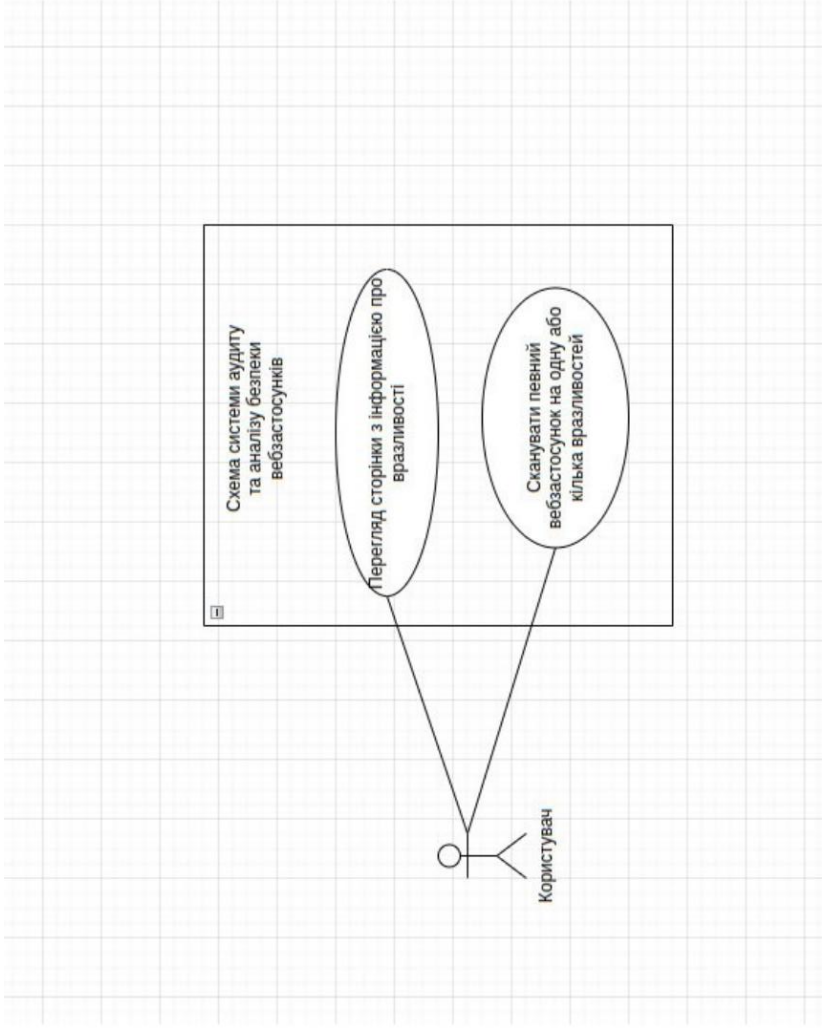 Схема системи аудиту
та аналізу безпеки
вебзастосунків
Перегляд сторінки з інформацією про
вразливості
Сканувати певний
вебзастосунок на одну або
кілька вразливостей
Користувач